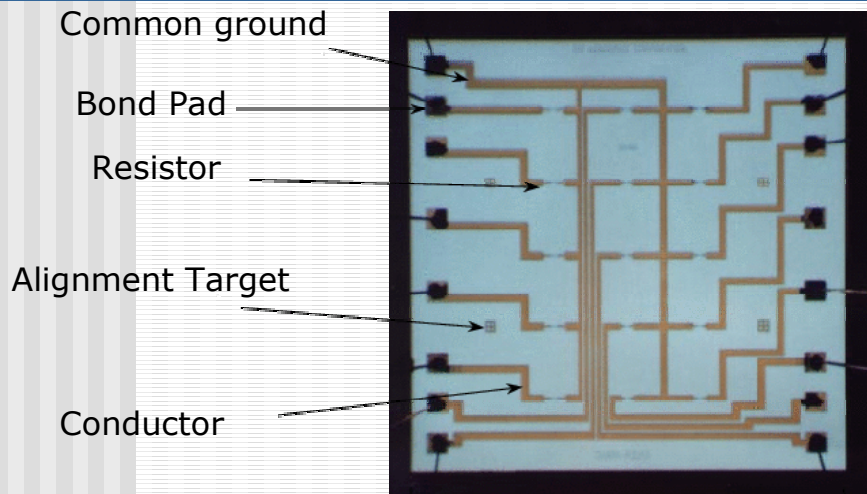 Common ground
Bond Pad
Resistor
Alignment Target
Conductor